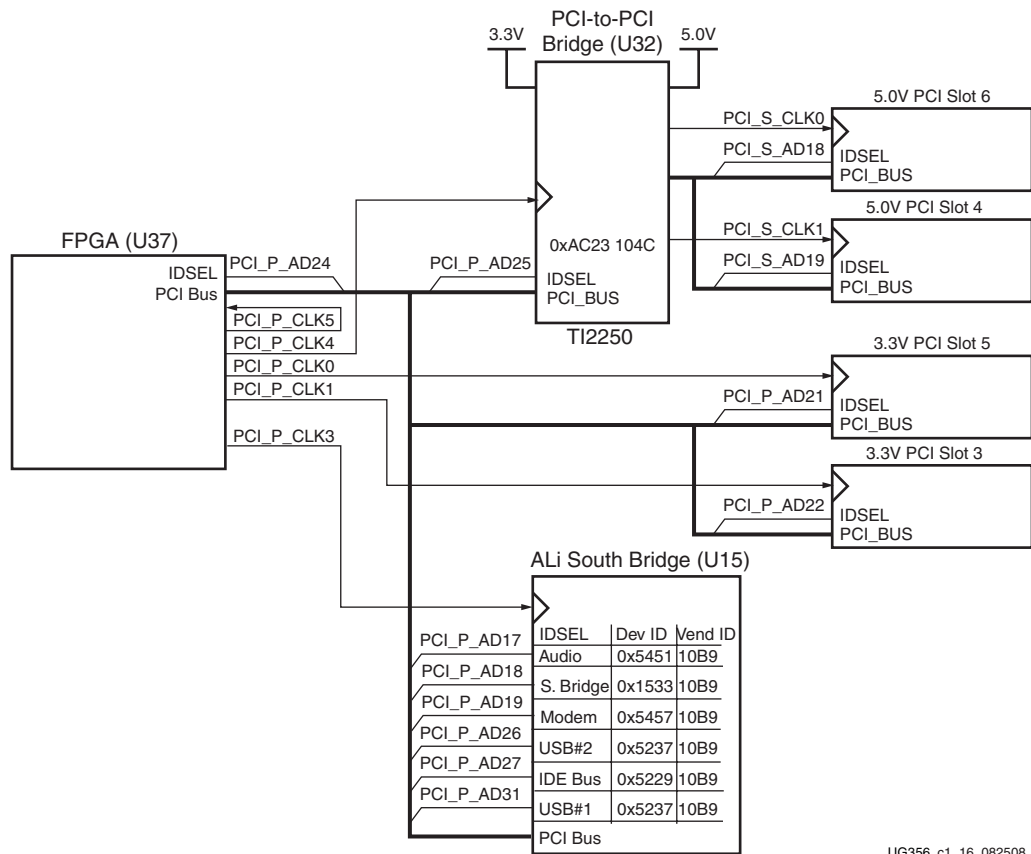 PCI-to-PCI
Bridge (U32)
3.3V
5.0V
5.0V PCI Slot 6
PCI_S_CLK0
PCI_S_AD18
IDSEL
PCI_BUS
5.0V PCI Slot 4
PCI_S_CLK1
PCI_S_AD19
IDSEL
PCI_BUS
0xAC23 104C
IDSEL
PCI_BUS
TI2250
FPGA (U37)
IDSEL
PCI Bus
PCI_P_AD24
PCI_P_AD25
PCI_P_CLK5
PCI_P_CLK4
PCI_P_CLK0
PCI_P_CLK1
PCI_P_CLK3
3.3V PCI Slot 5
PCI_P_AD21
IDSEL
PCI_BUS
3.3V PCI Slot 3
PCI_P_AD22
IDSEL
PCI_BUS
ALi South Bridge (U15)
IDSEL Dev ID Vend ID
PCI_P_AD17 Audio 0x5451 10B9
PCI_P_AD18 S. Bridge 0x1533 10B9
PCI_P_AD19 Modem 0x5457 10B9
PCI_P_AD26 USB#2 0x5237 10B9
PCI_P_AD27 IDE Bus 0x5229 10B9
PCI_P_AD31 USB#1 0x5237 10B9
PCI Bus
UG356_c1_16_082508